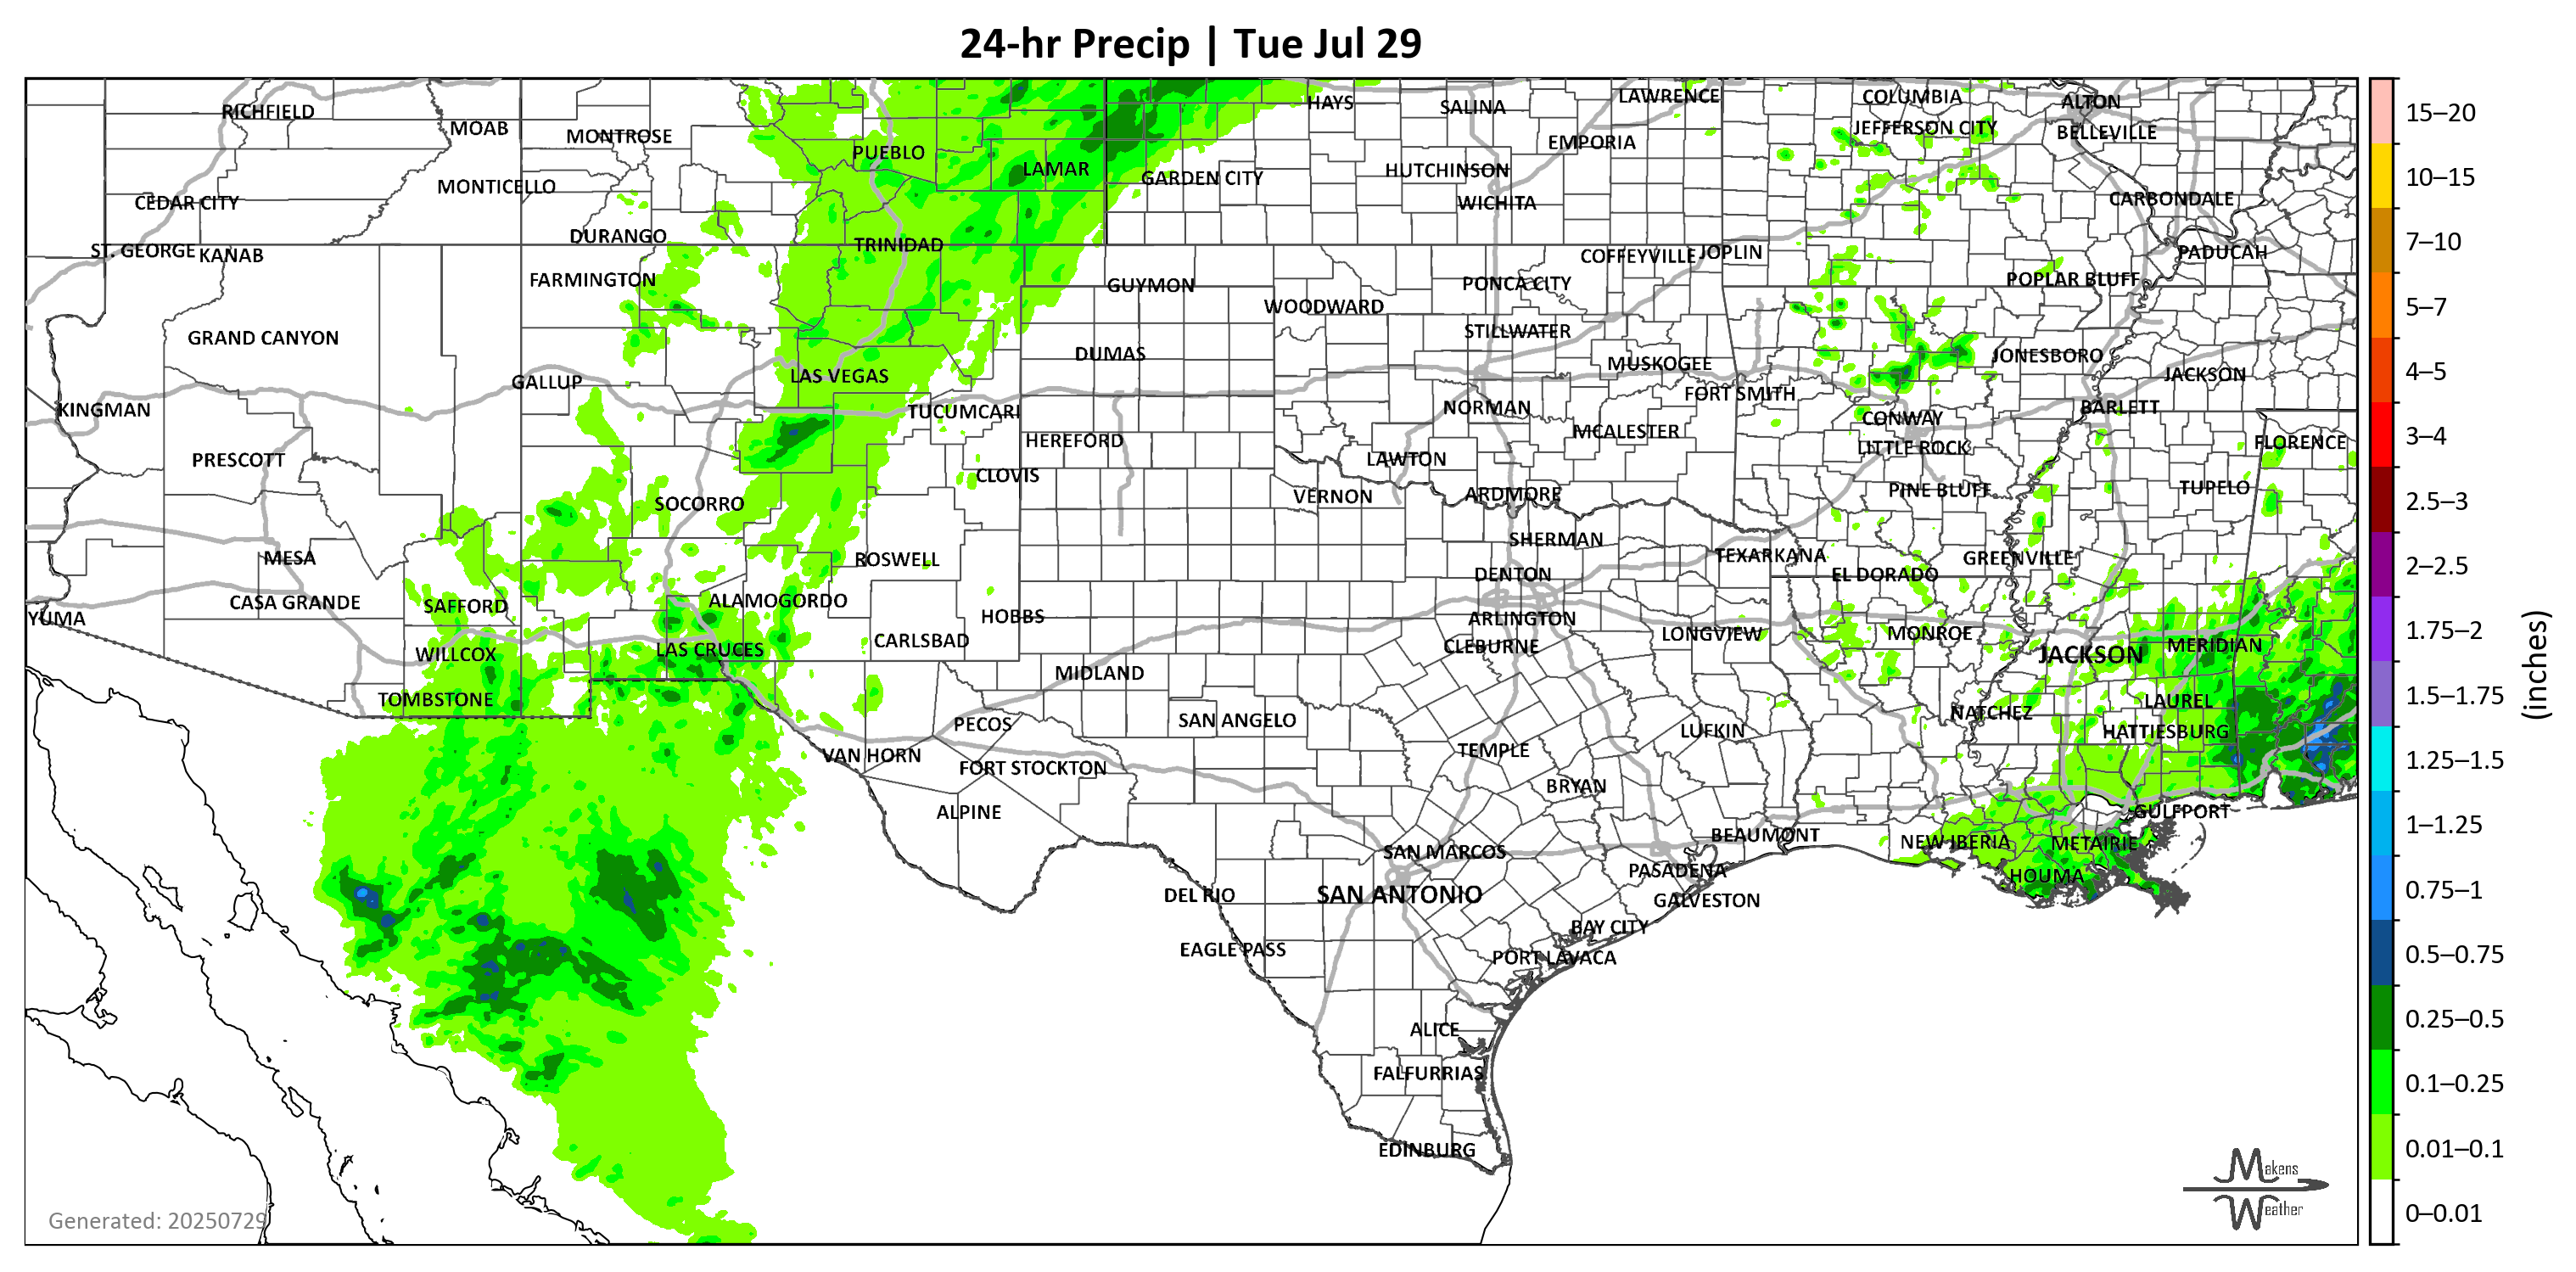 24-hr Precip | Tue Jul 29
RICHFIELD
MOAB
MONTROSE
PUEBLO
LAMAR
GARDEN CITY
HAYS
SALINA
LAWRENCE
EMPORIA
HUTCHINSON
WICHITA
COLUMBIA
JEFFERSON CITY
ALTON
BELLEVILLE
CARBONDALE
CEDAR CITY
MONTICELLO
DURANGO
TRINIDAD
ST. GEORGE
KANAB
FARMINGTON
GUYMON
WOODWARD
PONCA CITY
COFFEYVILLE
JOPLIN
POPLAR BLUFF
PADUCAH
GRAND CANYON
GALLUP
LAS VEGAS
DUMAS
STILLWATER
MUSKOGEE
FORT SMITH
JONESBORO
JACKSON
KINGMAN
TUCUMCARI
NORMAN
CONWAY
BARLETT
PRESCOTT
HEREFORD
MCALESTER
LITTLE ROCK
FLORENCE
SOCORRO
CLOVIS
LAWTON
VERNON
ARDMORE
PINE BLUFF
TUPELO
MESA
ROSWELL
SHERMAN
TEXARKANA
GREENVILLE
DENTON
EL DORADO
YUMA
CASA GRANDE
SAFFORD
ALAMOGORDO
HOBBS
ARLINGTON
WILLCOX
LAS CRUCES
CARLSBAD
CLEBURNE
LONGVIEW
MONROE
JACKSON
MERIDIAN
TOMBSTONE
MIDLAND
PECOS
SAN ANGELO
LUFKIN
NATCHEZ
LAUREL
HATTIESBURG
VAN HORN
FORT STOCKTON
TEMPLE
BRYAN
ALPINE
BEAUMONT
GULFPORT
SAN MARCOS
NEW IBERIA
METAIRIE
DEL RIO
SAN ANTONIO
PASADENA
GALVESTON
HOUMA
EAGLE PASS
BAY CITY
PORT LAVACA
ALICE
FALFURRIAS
EDINBURG
Generated: 20250729
Makens
Weather
15–20
10–15
7–10
5–7
4–5
3–4
2.5–3
2–2.5
1.75–2
1.5–1.75
1.25–1.5
1–1.25
0.75–1
0.5–0.75
0.25–0.5
0.1–0.25
0.01–0.1
0–0.01
(inches)